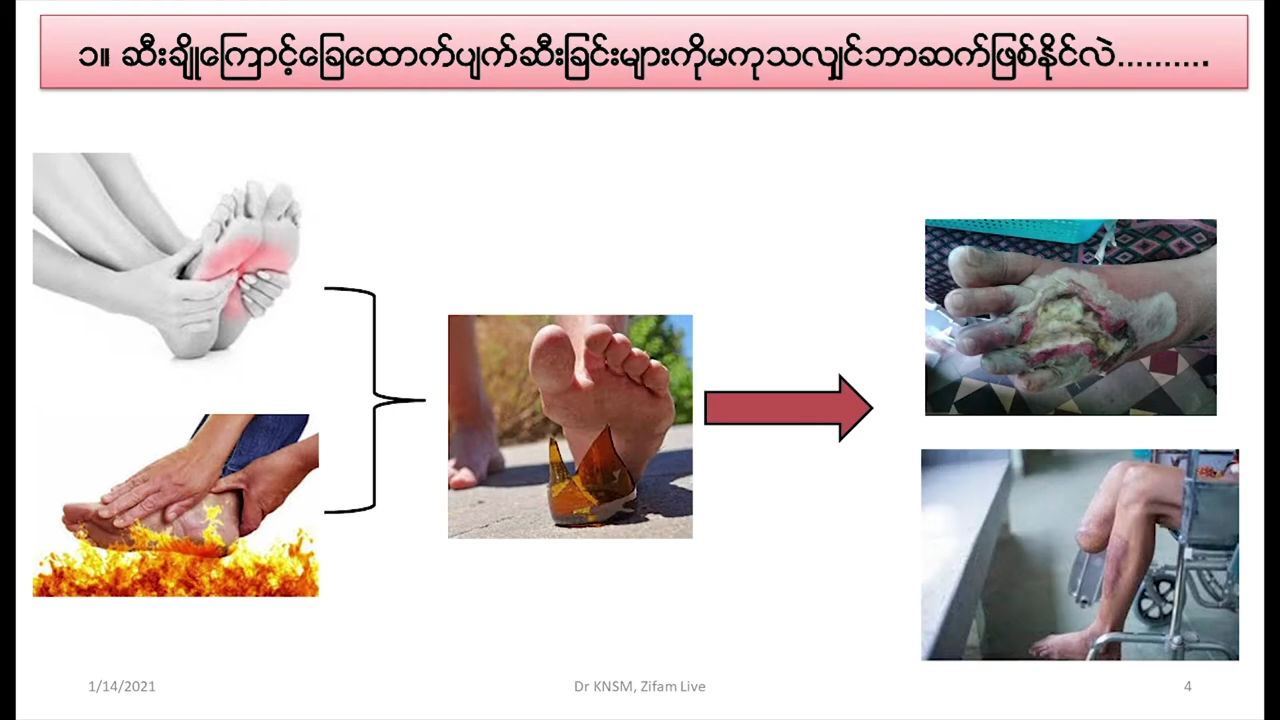 ၁။ ဆီးချိုကြောင့်ခြေထောက်ပျက်ဆီးခြင်းများကိုမကုသလျှင်ဘာဆက်ဖြစ်နိုင်လဲ..........
1/14/2021
Dr KNSM, Zifam Live
4